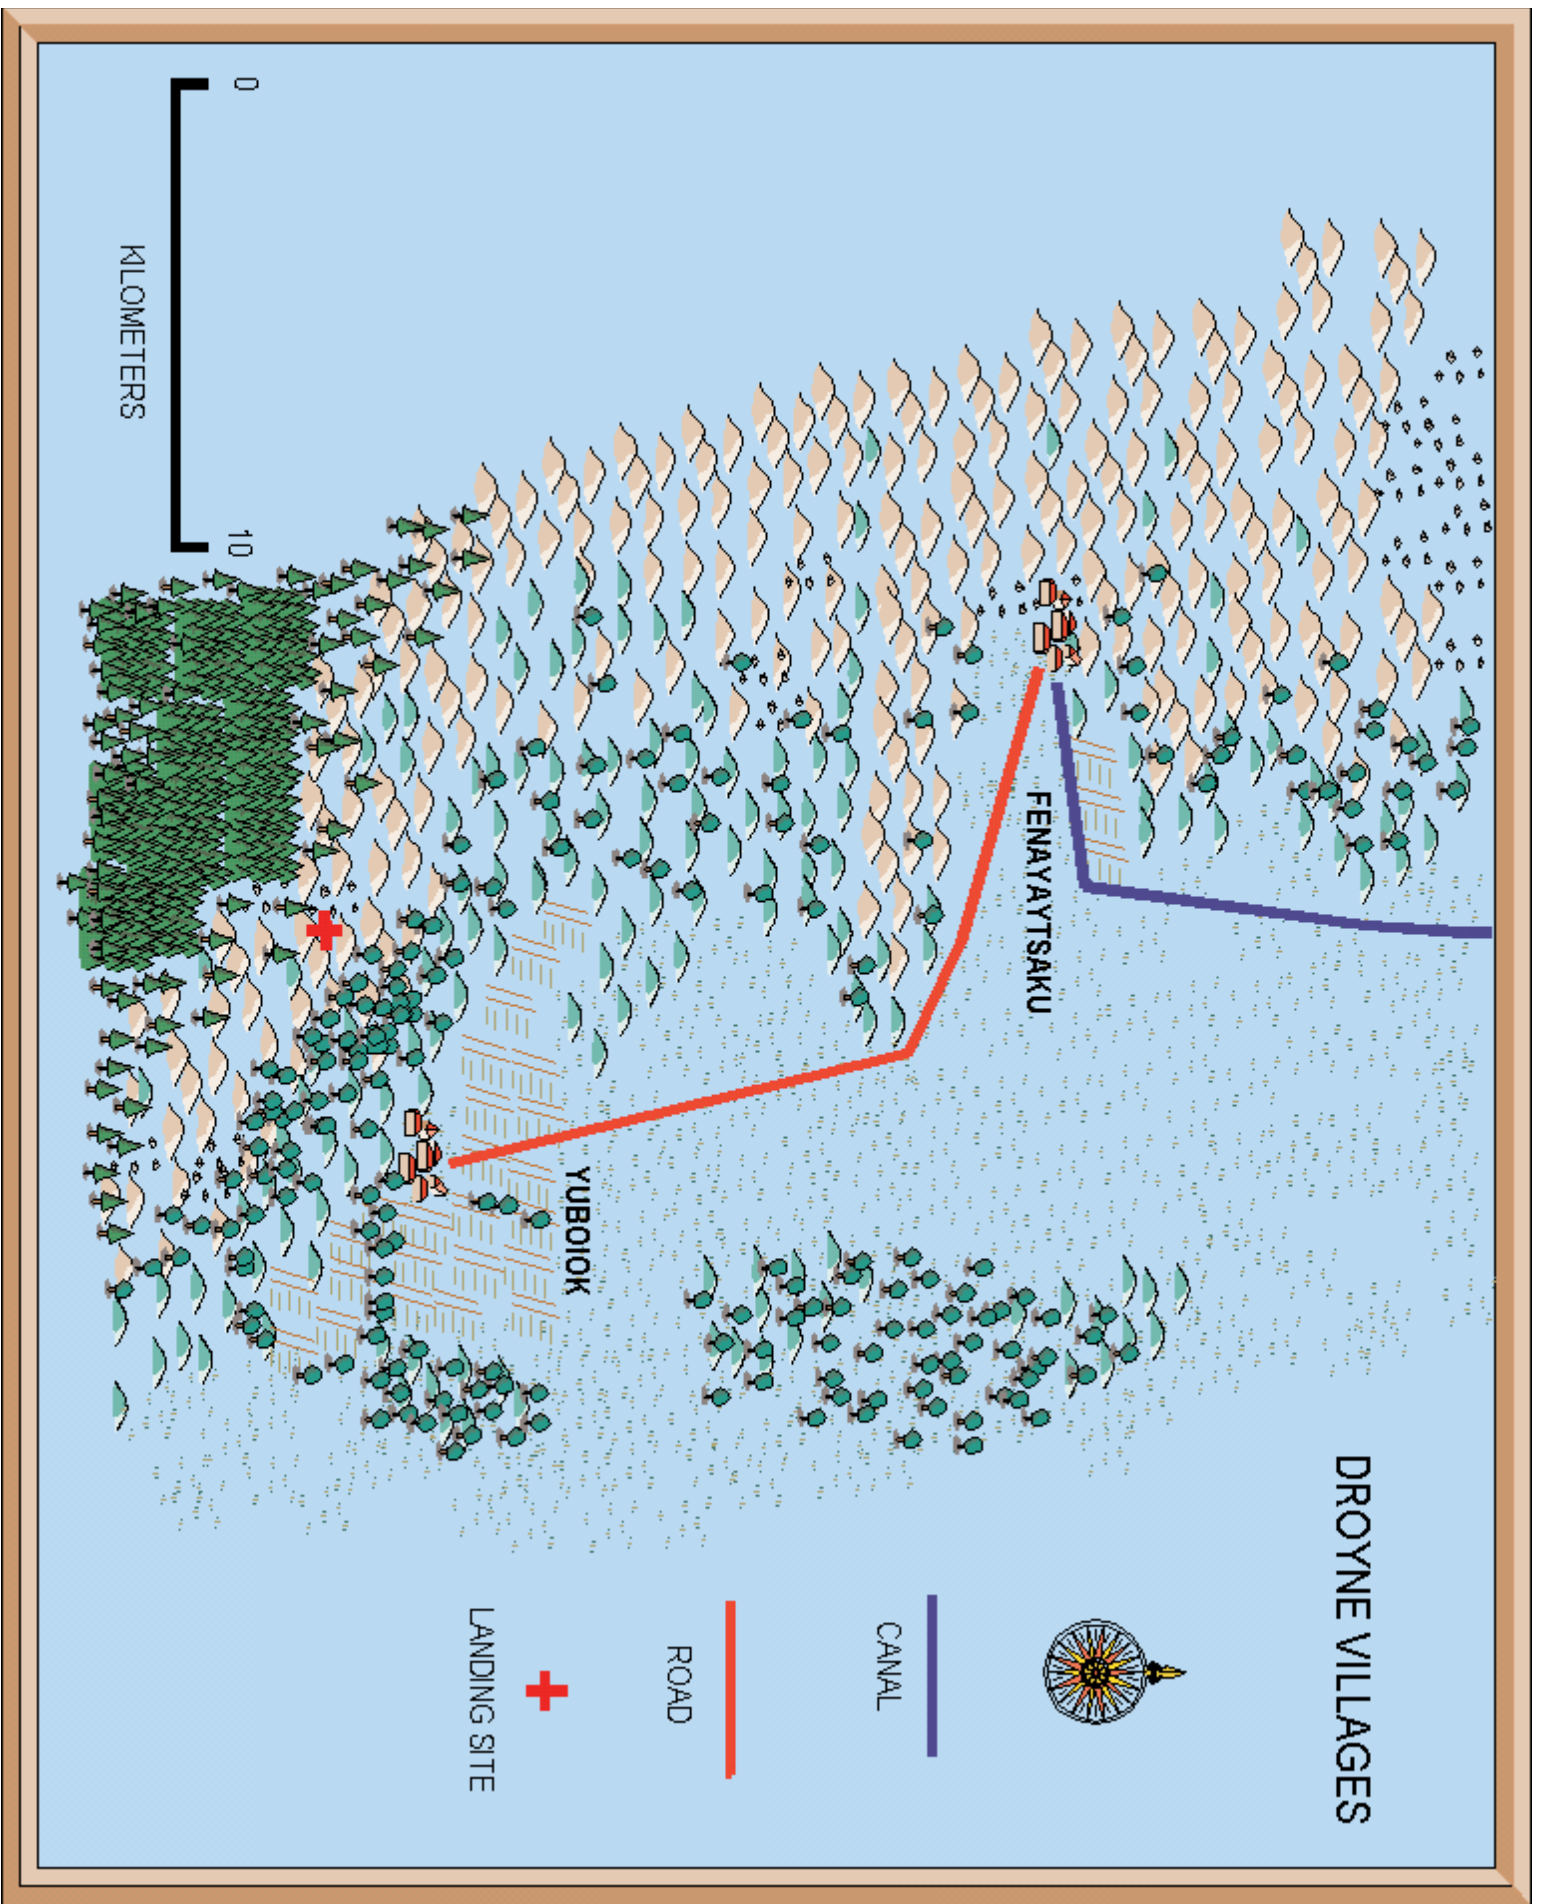 DROYNE VILLAGES
FENAYAYTSAKU
CANAL
ROAD
YUBOIOK
LANDING SITE
0
10
KILOMETERS